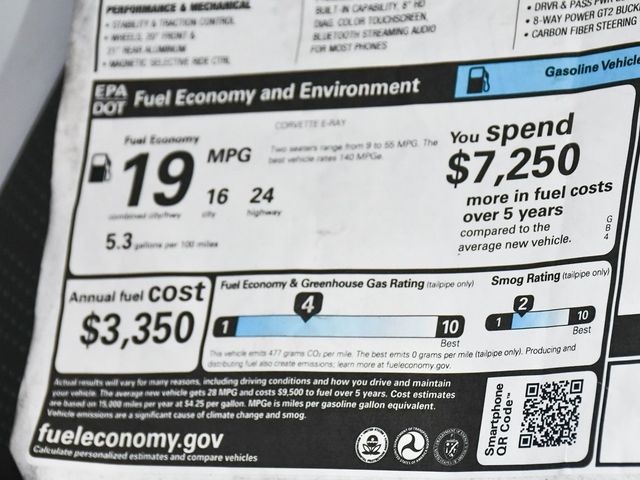 PERFORMANCE & MECHANICAL
• STABILITY & TRACTION CONTROL
• WHEELS, 20" FRONT &
21" REAR ALUMINUM
• MAGNETIC SELECTIVE RIDE CTRL
BUILT-IN CAPABILITY, 8" HD
DIAG COLOR TOUCHSCREEN,
BLUETOOTH STREAMING AUDIO
FOR MOST PHONES
• DRVR & PASS
• 8-WAY POWER GT2 BUCK
• CARBON FIBER STEERING
EPA
DOT
Fuel Economy and Environment
Gasoline Vehicle
Fuel Economy
CORVETTE E-RAY
19
MPG
Two seaters range from 9 to 55 MPG. The
best vehicle rates 140 MPGe.
16
24
combined city/hwy
city
highway
5.3 gallons per 100 miles
You spend
$7,250
more in fuel costs
over 5 years
compared to the
average new vehicle.
G
B
4
Annual fuel COST
$3,350
Fuel Economy & Greenhouse Gas Rating (tailpipe only)
4
1
10
Best
Smog Rating (tailpipe only)
2
1
10
Best
This vehicle emits 477 grams CO2 per mile. The best emits 0 grams per mile (tailpipe only). Producing and
distributing fuel also create emissions; learn more at fueleconomy.gov.
Actual results will vary for many reasons, including driving conditions and how you drive and maintain
your vehicle. The average new vehicle gets 28 MPG and costs $9,500 to fuel over 5 years. Cost estimates
are based on 15,000 miles per year at $4.25 per gallon. MPGe is miles per gasoline gallon equivalent.
Vehicle emissions are a significant cause of climate change and smog.
fueleconomy.gov
Calculate personalized estimates and compare vehicles
Smartphone
QR Code™